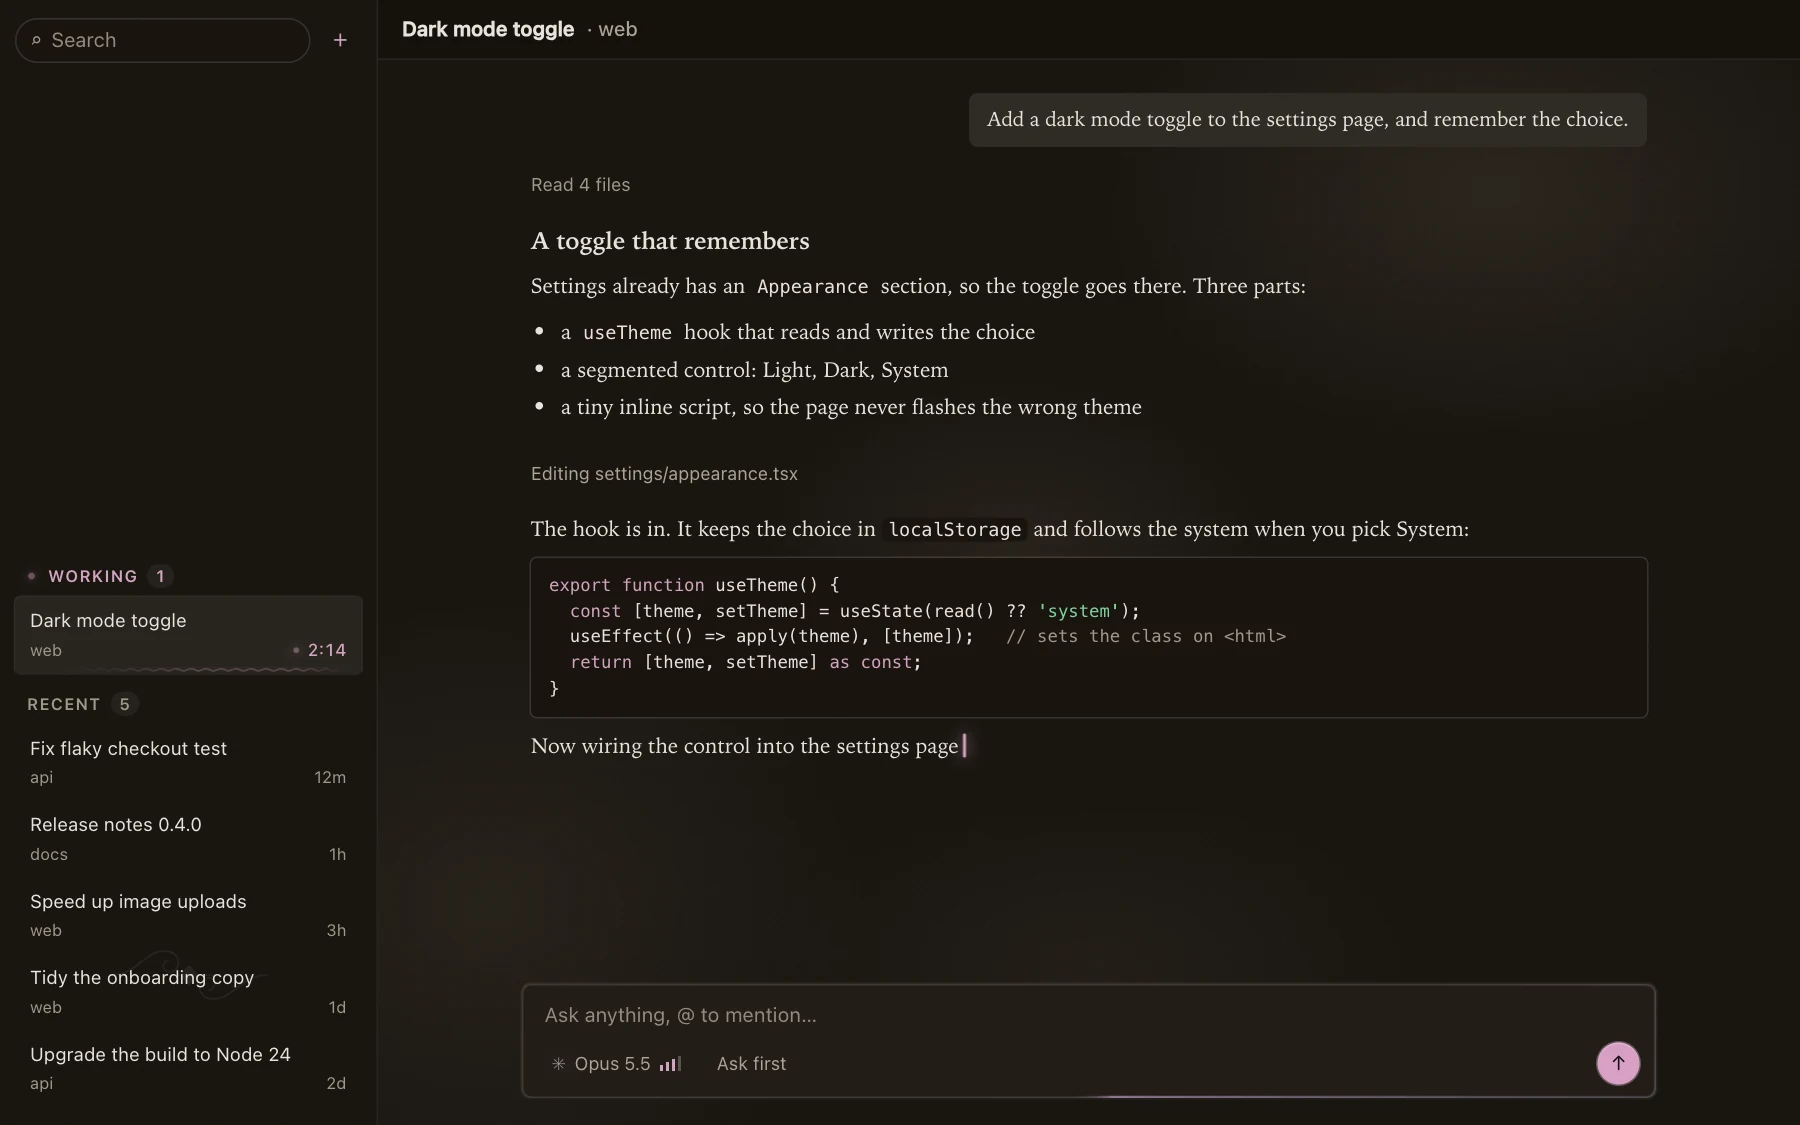 Search
+
Dark mode toggle · web
WORKING 1
Dark mode toggle
web 2:14
RECENT 5
Fix flaky checkout test
api 12m
Release notes 0.4.0
docs 1h
Speed up image uploads
web 3h
Tidy the onboarding copy
web 1d
Upgrade the build to Node 24
api 2d
Add a dark mode toggle to the settings page, and remember the choice.
Read 4 files
A toggle that remembers
Settings already has an Appearance section, so the toggle goes there. Three parts:
• a useTheme hook that reads and writes the choice
• a segmented control: Light, Dark, System
• a tiny inline script, so the page never flashes the wrong theme
Editing settings/appearance.tsx
The hook is in. It keeps the choice in localStorage and follows the system when you pick System:
export function useTheme() {
  const [theme, setTheme] = useState(read() ?? 'system');
  useEffect(() => apply(theme), [theme]);   // sets the class on <html>
  return [theme, setTheme] as const;
}
Now wiring the control into the settings page
Ask anything, @ to mention...
Opus 5.5 Ask first